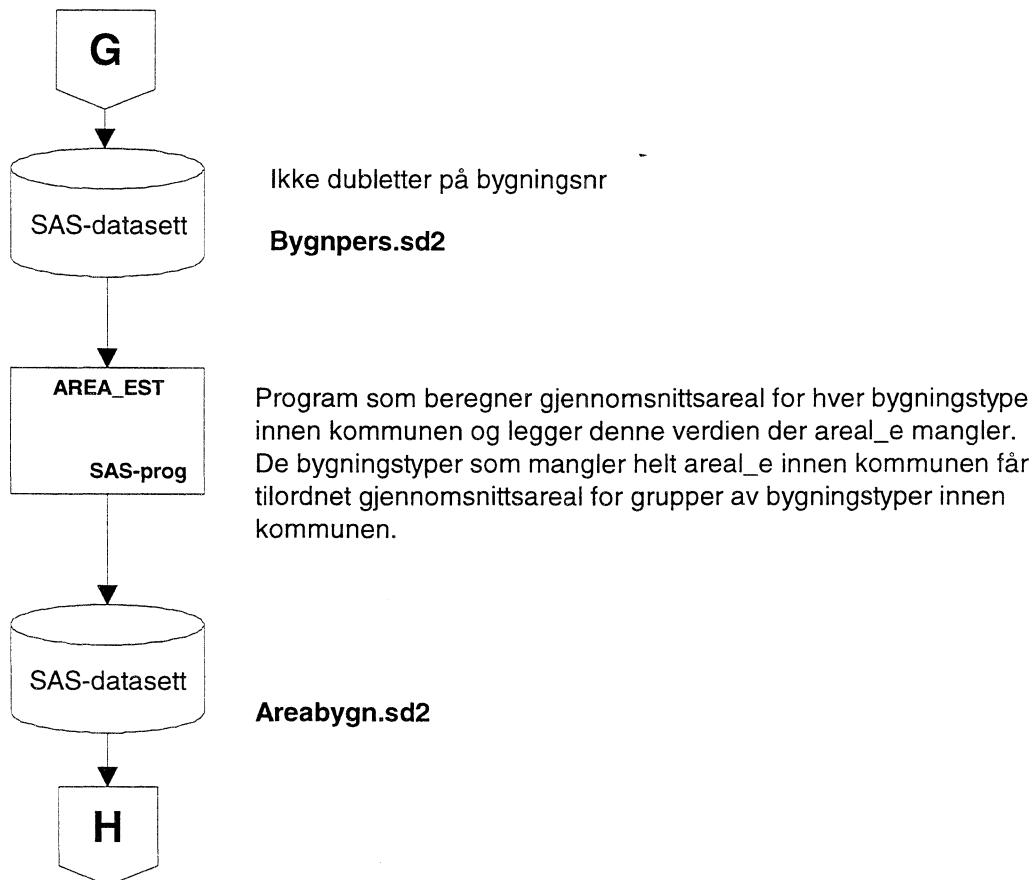 G
SAS-datasett
Ikke dubletter på bygningsnr
Bygnpers.sd2
AREA_EST
SAS-prog
Program som beregner gjennomsnittsareal for hver bygningstype
innen kommunen og legger denne verdien der areal_e mangler.
De bygningstyper som mangler helt areal_e innen kommunen får
tilordnet gjennomsnittsareal for grupper av bygningstyper innen
kommunen.
SAS-datasett
Areabygn.sd2
H